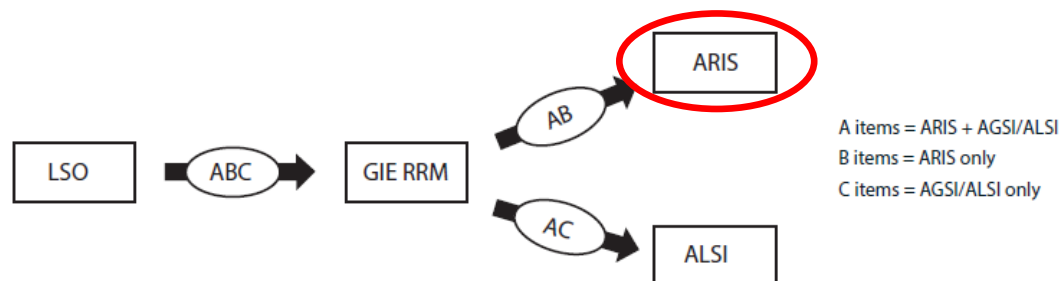 ARIS
AB
A items = ARIS + AGSI/ALSI
B items = ARIS only
C items = AGSI/ALSI only
LSO
ABC
GIE RRM
AC
ALSI